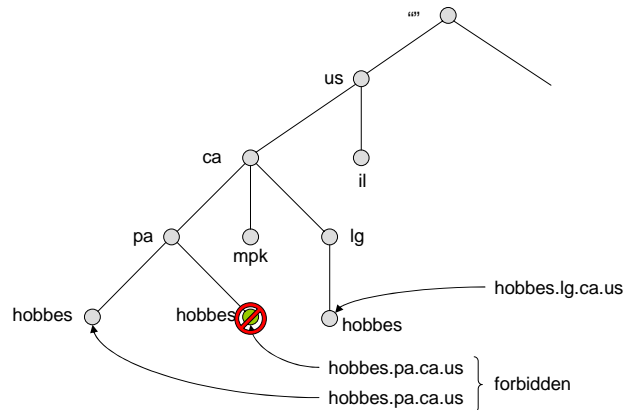 “”
us
ca
il
pa
mpk
lg
hobbes
hobbes
hobbes
hobbes.lg.ca.us
hobbes.pa.ca.us
hobbes.pa.ca.us
forbidden